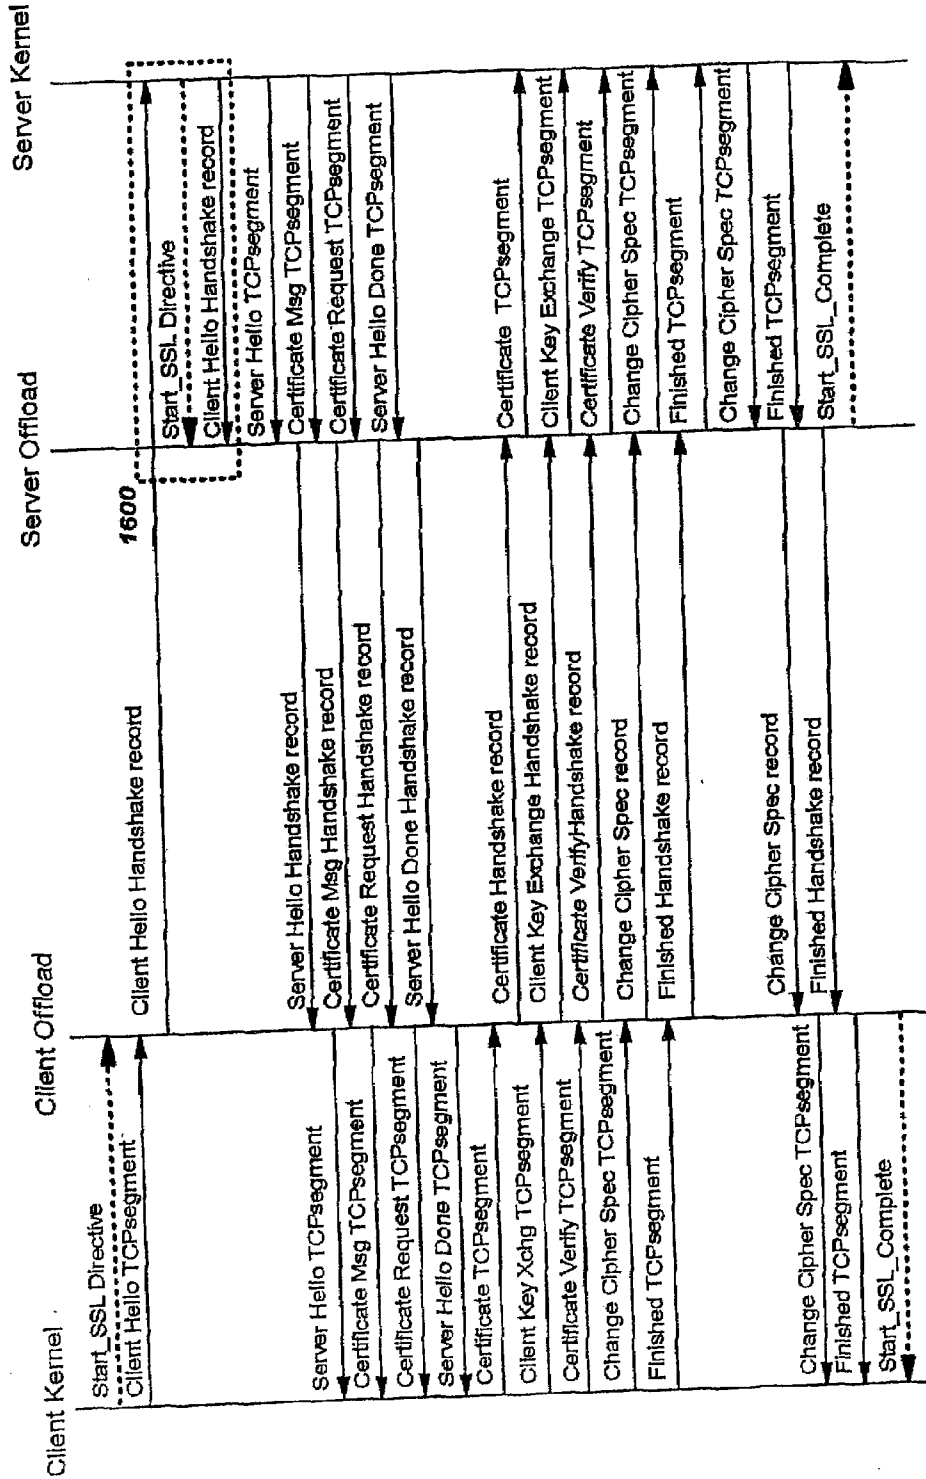 Client Kernel
Client Offload
Server Offload
Server Kernel
Start_SSL Directive
Client Hello TCPsegment
Server Hello TCPsegment
Certificate Msg TCPsegment
Certificate Request TCPsegment
Server Hello Done TCPsegment
Certificate TCPsegment
Client Key Xchg TCPsegment
Certificate Verify TCPsegment
Change Cipher Spec TCPsegment
Finished TCPsegment
Change Cipher Spec TCPsegment
Finished TCPsegment
Start_SSL_Complete
Client Hello Handshake record
Server Hello Handshake record
Certificate Msg Handshake record
Certificate Request Handshake record
Server Hello Done Handshake record
Certificate Handshake record
Client Key Exchange Handshake record
Certificate VerifyHandshake record
Change Cipher Spec record
Finished Handshake record
Change Cipher Spec record
Finished Handshake record
1600
Start_SSL Directive
Client Hello Handshake record
Server Hello TCPsegment
Certificate Msg TCPsegment
Certificate Request TCPsegment
Server Hello Done TCPsegment
Certificate TCPsegment
Client Key Exchange TCPsegment
Certificate Verify TCPsegment
Change Cipher Spec TCPsegment
Finished TCPsegment
Change Cipher Spec TCPsegment
Finished TCPsegment
Start_SSL_Complete